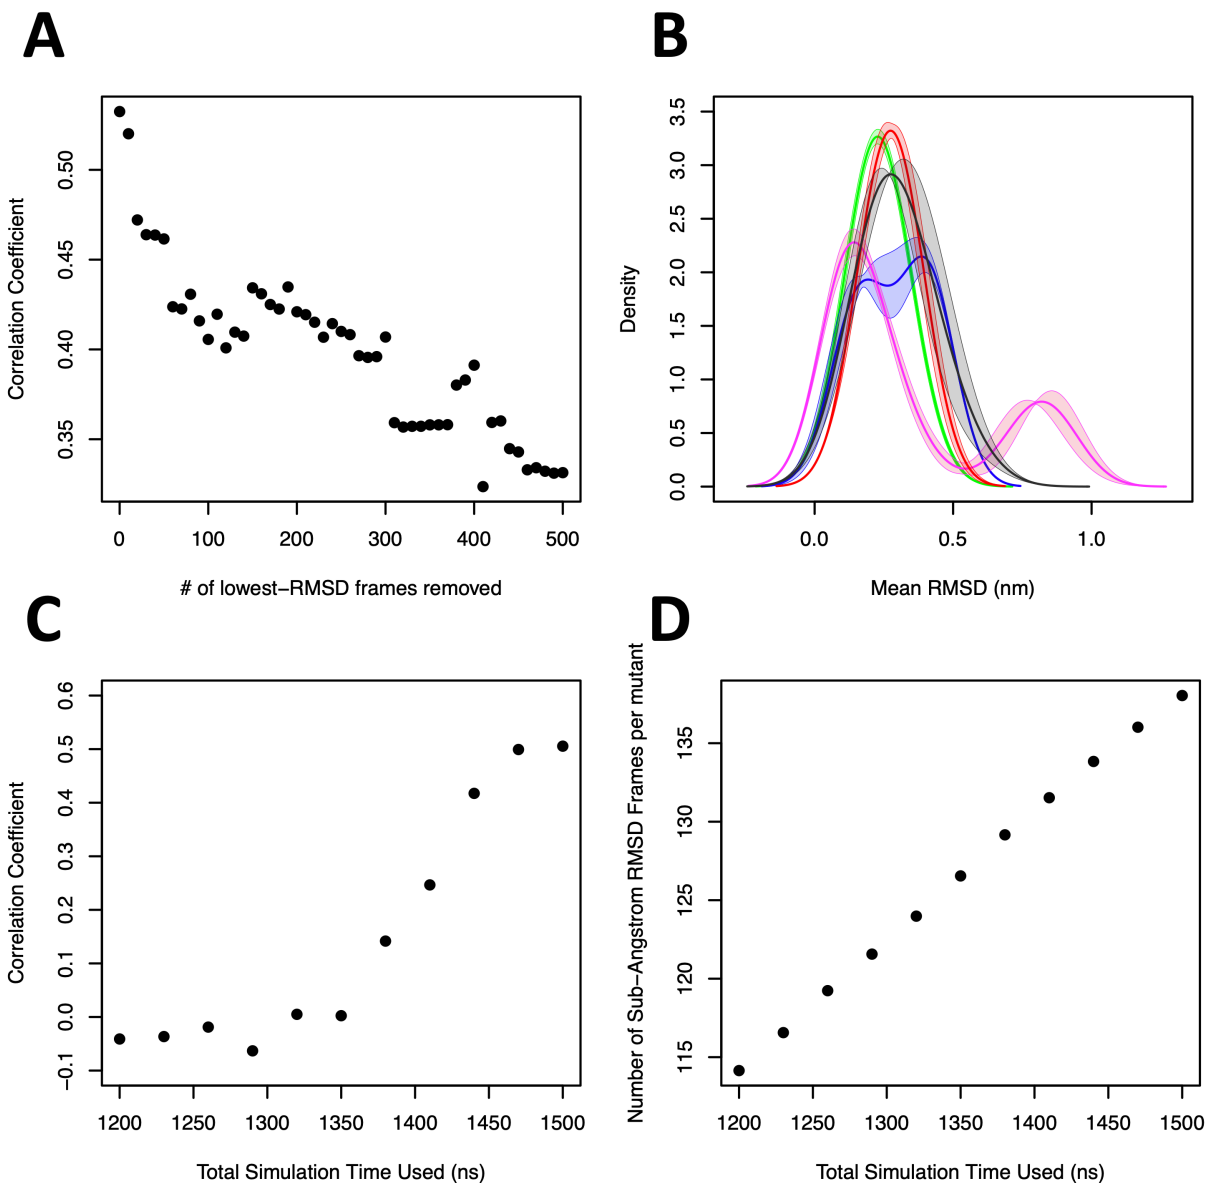 A
B
Correlation Coefficient
0.50
0.45
0.40
0.35
0 100 200 300 400 500
# of lowest−RMSD frames removed
Density
3.5
3.0
2.5
2.0
1.5
1.0
0.5
0.0
0.0 0.5 1.0
Mean RMSD (nm)
C
D
Correlation Coefficient
0.6
0.5
0.4
0.3
0.2
0.1
0.0
−0.1
1200 1250 1300 1350 1400 1450 1500
Total Simulation Time Used (ns)
Number of Sub−Angstrom RMSD Frames per mutant
135
130
125
120
115
1200 1250 1300 1350 1400 1450 1500
Total Simulation Time Used (ns)